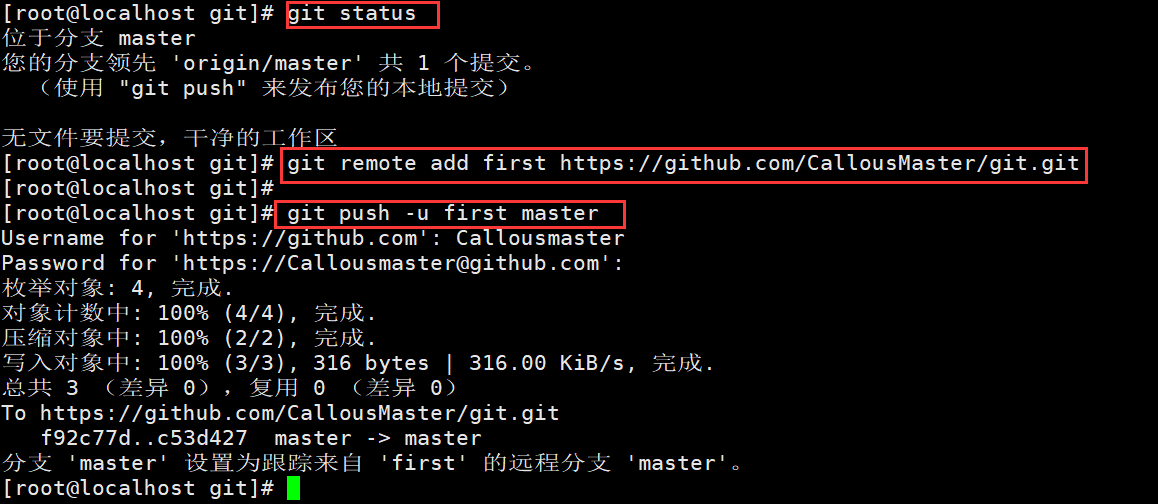 [root@localhost git]# git status
位于分支 master
您的分支领先 'origin/master' 共 1 个提交。
（使用 "git push" 来发布您的本地提交）
无文件要提交，干净的工作区
[root@localhost git]# git remote add first https://github.com/CallousMaster/git.git
[root@localhost git]#
[root@localhost git]# git push -u first master
Username for 'https://github.com': Callousmaster
Password for 'https://Callousmaster@github.com':
枚举对象: 4, 完成.
对象计数中: 100% (4/4), 完成.
压缩对象中: 100% (2/2), 完成.
写入对象中: 100% (3/3), 316 bytes | 316.00 KiB/s, 完成.
总共 3 （差异 0），复用 0 （差异 0）
To https://github.com/CallousMaster/git.git
f92c77d..c53d427 master -> master
分支 'master' 设置为跟踪来自 'first' 的远程分支 'master'。
[root@localhost git]#